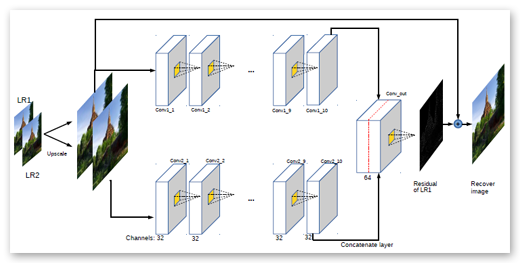 LR1
LR2
Upscale
Conv1_1
Conv1_2
...
Conv1_9
Conv1_10
Conv_out
64
Residual
of LR1
Recover
image
Conv2_1
Conv2_2
...
Conv2_9
Conv2_10
Channels: 32
32
32
32
Concatenate layer